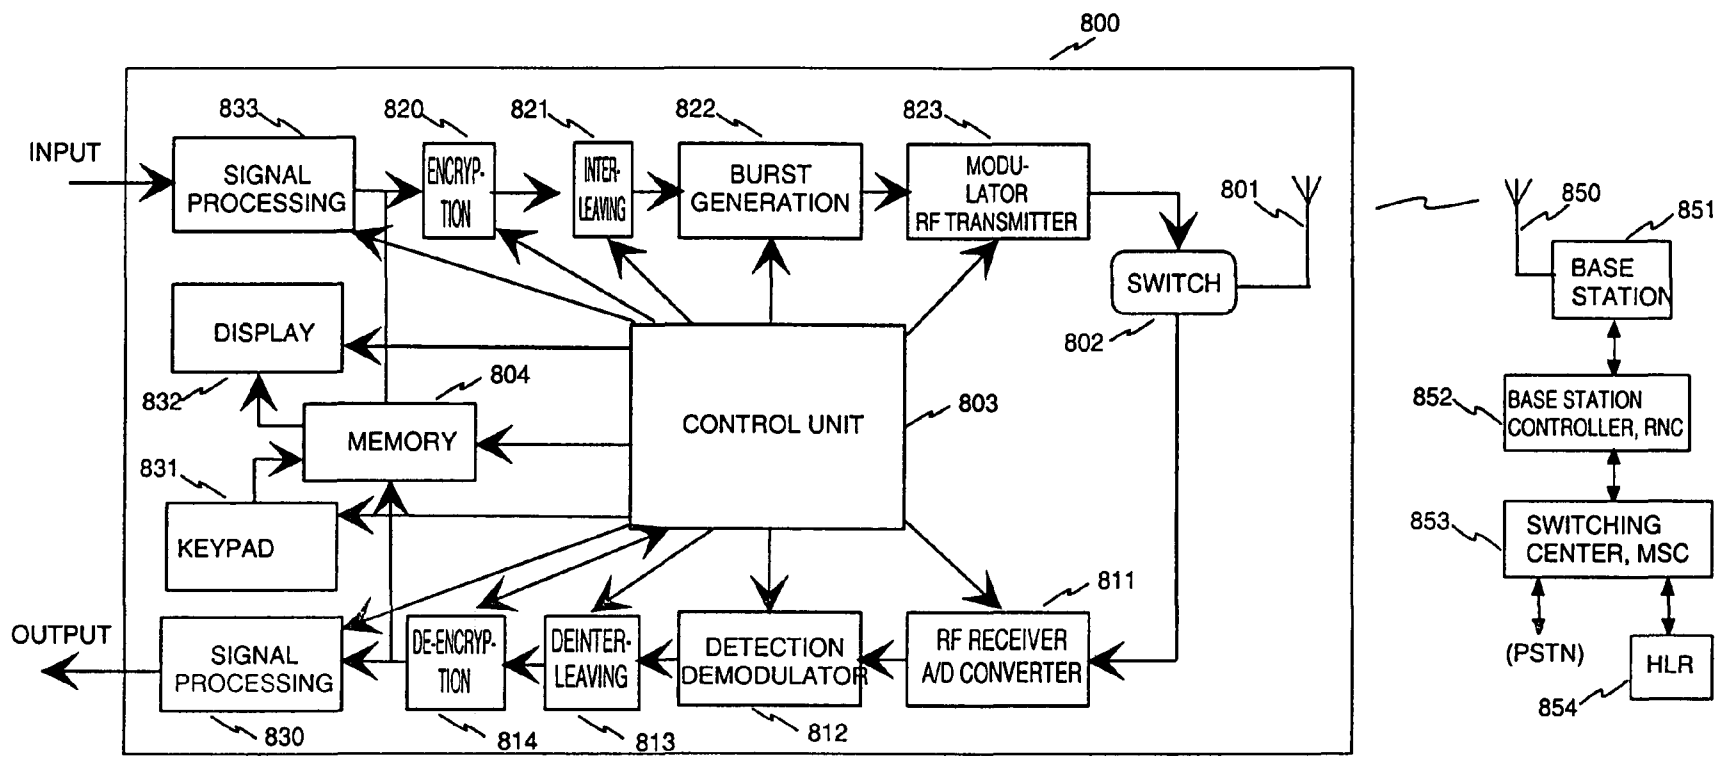 800
833
820
821
822
823
INPUT
SIGNAL
PROCESSING
ENCRYP-
TION
INTER-
LEAVING
BURST
GENERATION
MODU-
LATOR
RF TRANSMITTER
801
850
851
BASE
STATION
SWITCH
802
DISPLAY
832
804
MEMORY
CONTROL UNIT
803
852
BASE STATION
CONTROLLER, RNC
831
KEYPAD
853
SWITCHING
CENTER, MSC
811
OUTPUT
SIGNAL
PROCESSING
DE-ENCRYP-
TION
DEINTER-
LEAVING
DETECTION
DEMODULATOR
RF RECEIVER
A/D CONVERTER
(PSTN)
HLR
854
830
814
813
812